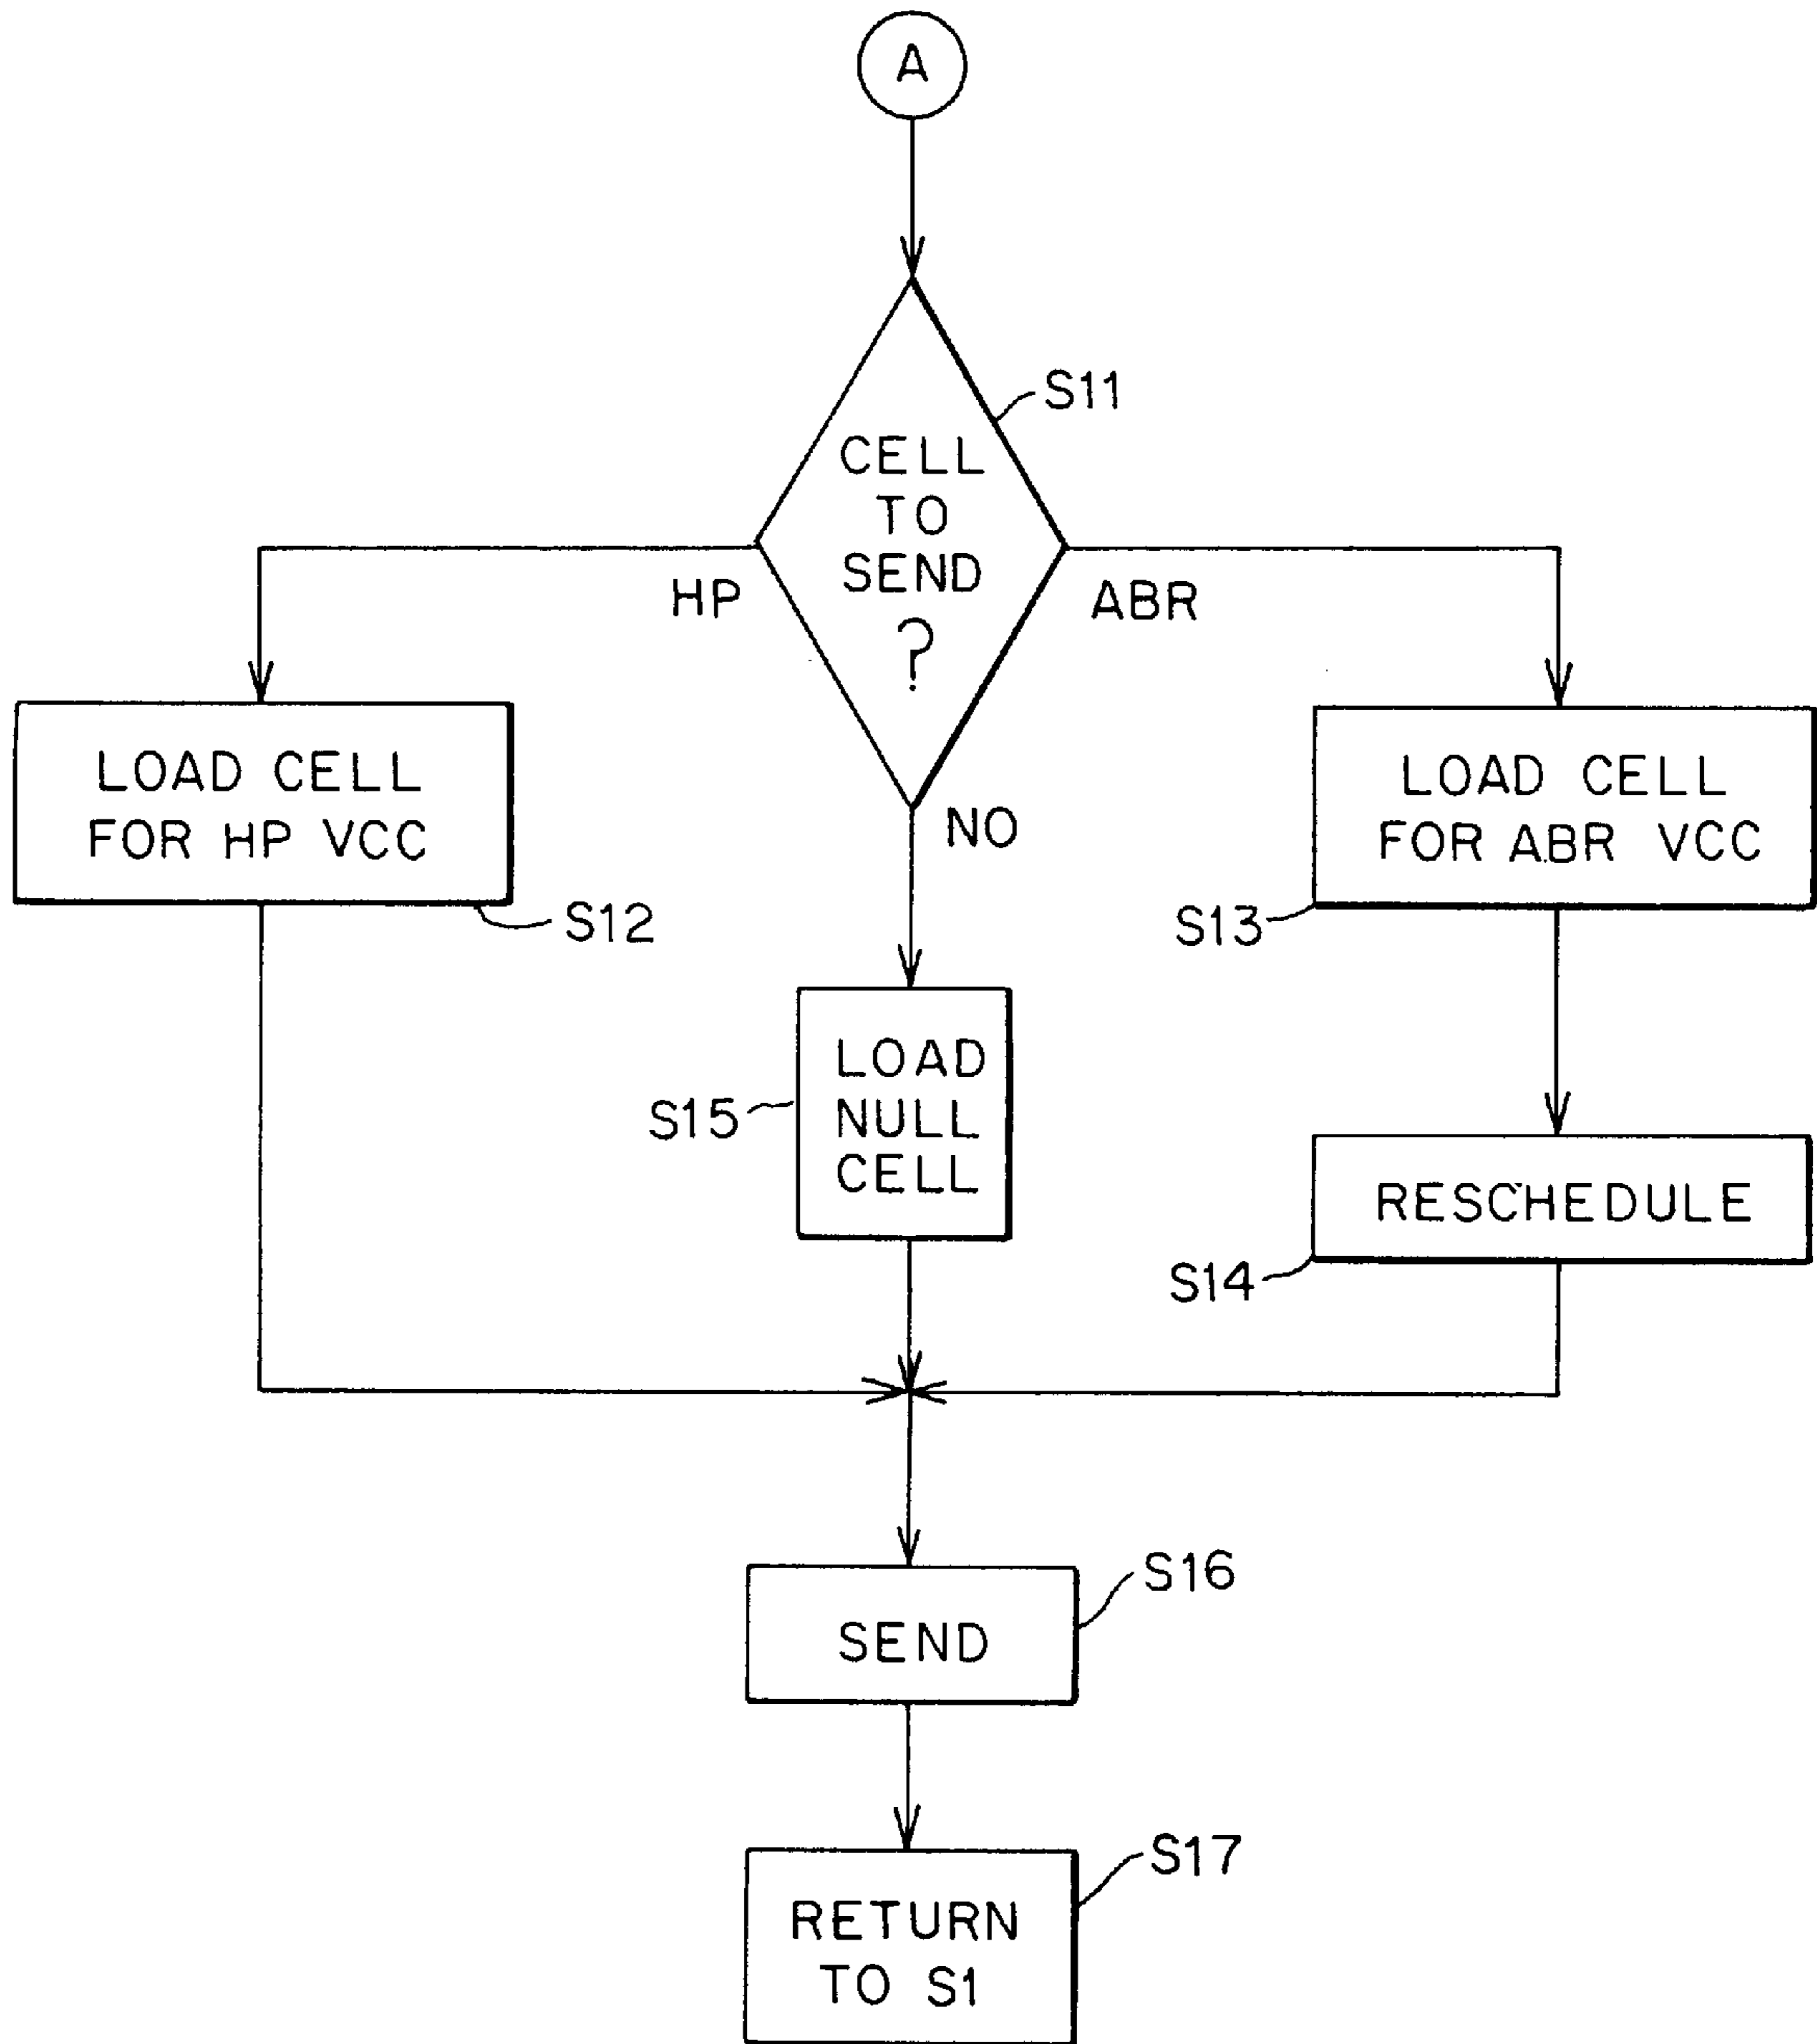 A
S11
CELL
TO
SEND
?
HP
ABR
LOAD CELL
FOR HP VCC
S12
NO
LOAD CELL
FOR ABR VCC
S13
LOAD
NULL
CELL
S15
RESCHEDULE
S14
SEND
S16
RETURN
TO S1
S17